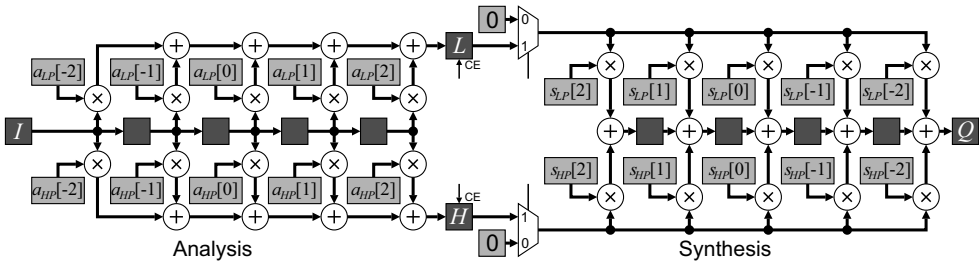 0 0
L 1
CE
a_LP[-2] a_LP[-1] a_LP[0] a_LP[1] a_LP[2]
s_LP[2] s_LP[1] s_LP[0] s_LP[-1] s_LP[-2]
I Q
a_HP[-2] a_HP[-1] a_HP[0] a_HP[1] a_HP[2]
s_HP[2] s_HP[1] s_HP[0] s_HP[-1] s_HP[-2]
CE
H 1
0 0
Analysis Synthesis